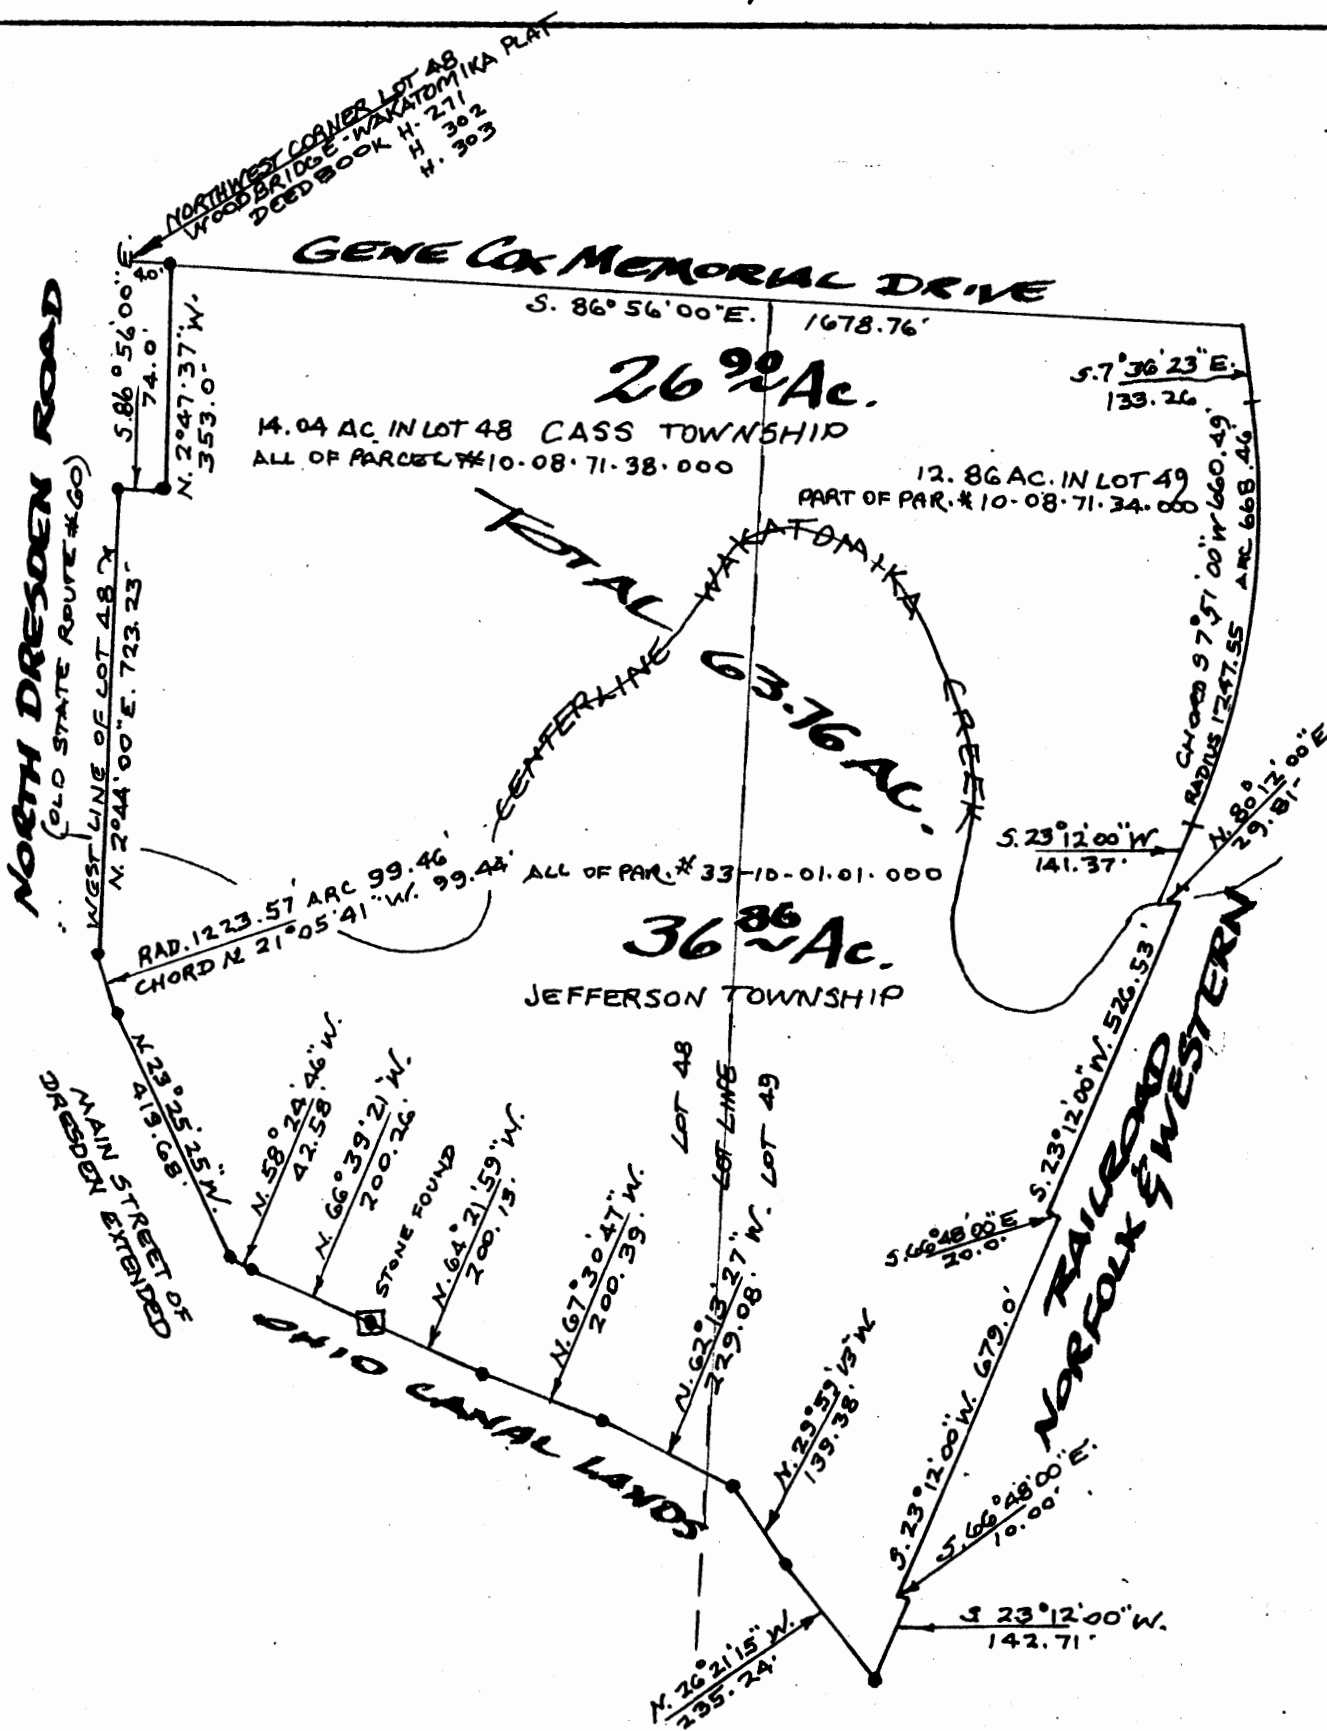 NORTHWEST CORNER LOT 48
WOODBRIDGE-WAKATOMIKA PLAT
DEED BOOK H. 271
H 302
H. 303
GENE COX MEMORIAL DRIVE
S. 86° 56' 00" E. 1678.76'
S. 86° 56' 00" E.
74.0'
40.'
N. 2° 47' 37" W.
353.0'
26 90 Ac.
14.04 AC. IN LOT 48 CASS TOWNSHIP
ALL OF PARCEL #10-08-71-38.000
12.86 AC. IN LOT 49
PART OF PAR.#10-08-71-34.000
S. 7° 36' 23" E.
133.26
CHORD S 7° 51' 00" W 660.49'
RADIUS 1247.55 ARC 668.46'
NORTH DRESDEN ROAD
(OLD STATE ROUTE #60)
WEST LINE OF LOT 48
N. 2° 44' 00" E. 723.23'
TOTAL
63.76 AC.
CENTERLINE WAKATOMIKA CREEK
S. 23° 12' 00" W.
141.37'
N. 80° 12' 00" E
29.81'
RAD. 1223.57' ARC 99.46'
CHORD N 21° 05' 41" W. 99.44'
ALL OF PAR.# 33-10-01.01.000
36 86 Ac.
JEFFERSON TOWNSHIP
S. 23° 12' 00" W. 526.53'
RAILROAD
NORFOLK & WESTERN
N. 23° 25' 25" W.
419.68'
MAIN STREET OF
DRESDEN EXTENDED
N. 58° 24' 46" W.
42.58'
N. 66° 39' 21" W.
200.26'
STONE FOUND
N. 64° 21' 59" W.
200.13'
N. 67° 30' 47" W.
200.39'
LOT 48
LOT LINE
LOT 49
N. 62° 13' 27" W.
229.08'
N. 29° 59' 13" W.
139.38'
S. 66° 48' 00" E
20.0'
S. 23° 12' 00" W. 679.0'
S. 66° 48' 00" E.
10.00'
S 23° 12' 00" W.
142.71'
N. 26° 21' 15" W.
235.24'
OHIO CANAL LANDS